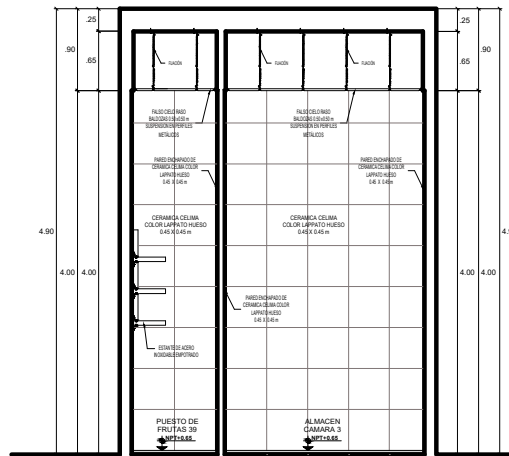 .25
.90
.65
4.90
4.00
4.00
FIJACIÓN
FIJACIÓN
FIJACIÓN
FALSO CIELO RASO
BALDOZAS 0.50 x0.50 m
SUSPENSION EN PERFILES
METALICOS
FALSO CIELO RASO
BALDOZAS 0.50 x0.50 m
SUSPENSION EN PERFILES
METALICOS
PARED ENCHAPADO DE
CERAMICA CELIMA COLOR
LAPPATO HUESO
0.45 X 0.45 m
PARED ENCHAPADO DE
CERAMICA CELIMA COLOR
LAPPATO HUESO
0.45 X 0.45 m
CERAMICA CELIMA
COLOR LAPPATO HUESO
0.45 X 0.45 m
CERAMICA CELIMA
COLOR LAPPATO HUESO
0.45 X 0.45 m
PARED ENCHAPADO DE
CERAMICA CELIMA COLOR
LAPPATO HUESO
0.45 X 0.45 m
ESTANTE DE ACERO
INOXIDABLE EMPOTRADO
PUESTO DE
FRUTAS 39
NPT+0.65
ALMACEN
CAMARA 3
NPT+0.65
.25
.90
.65
4.00
4.00